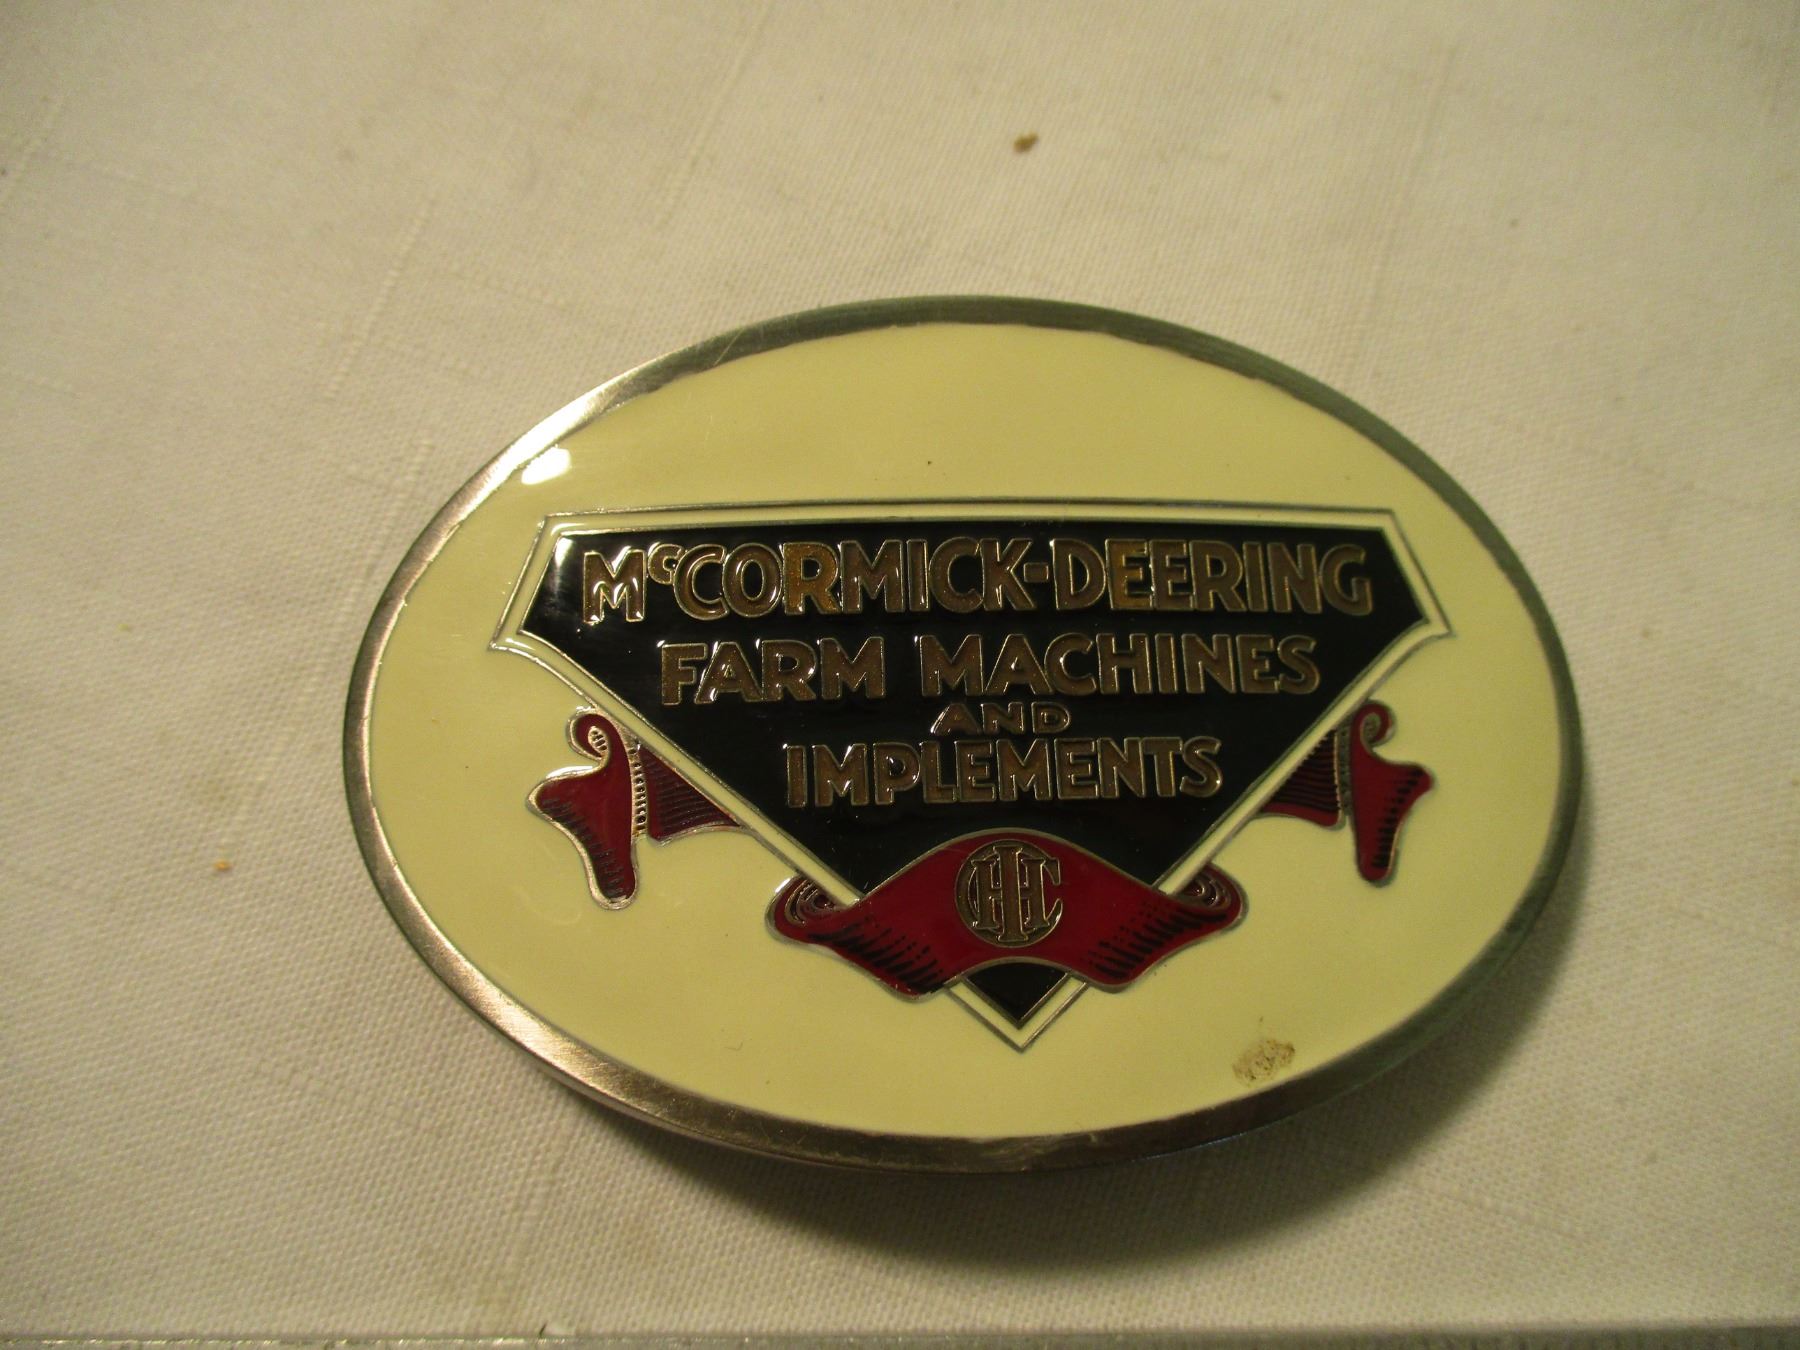 McCORMICK-DEERING
FARM MACHINES
AND
IMPLEMENTS
IHC